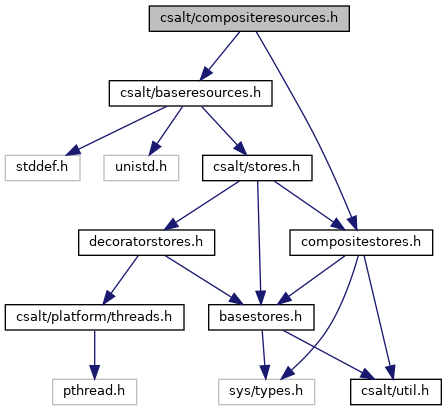 csalt/compositeresources.h
csalt/baseresources.h
stddef.h
unistd.h
csalt/stores.h
decoratorstores.h
compositestores.h
csalt/platform/threads.h
basestores.h
pthread.h
sys/types.h
csalt/util.h